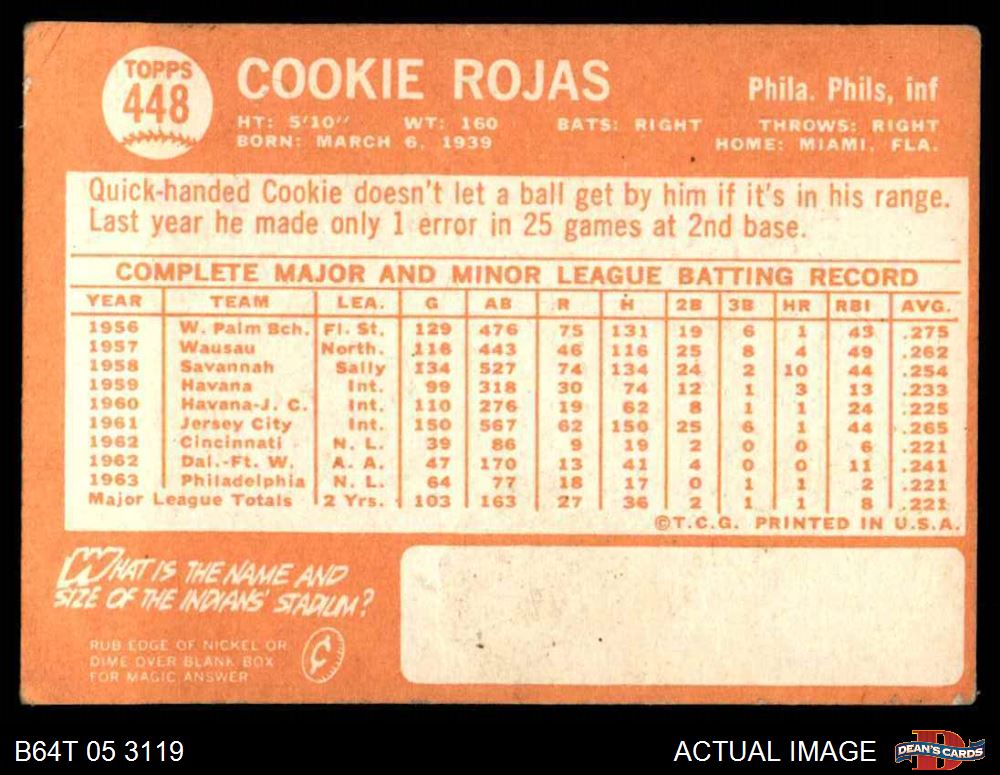 TOPPS
448
COOKIE ROJAS
Phila. Phils, inf
HT: 5'10" WT: 160 BATS: RIGHT THROWS: RIGHT
BORN: MARCH 6, 1939 HOME: MIAMI, FLA.
Quick-handed Cookie doesn't let a ball get by him if it's in his range.
Last year he made only 1 error in 25 games at 2nd base.
COMPLETE MAJOR AND MINOR LEAGUE BATTING RECORD
YEAR TEAM LEA. G AB R H 2B 3B HR RBI AVG.
1956 W. Palm Bch. Fl. St. 129 476 75 131 19 6 1 43 .275
1957 Wausau North. 116 443 46 116 25 8 4 49 .262
1958 Savannah Sally 134 527 74 134 24 2 10 44 .254
1959 Havana Int. 99 318 30 74 12 1 3 13 .233
1960 Havana-J. C. Int. 110 276 19 62 8 1 1 24 .225
1961 Jersey City Int. 150 567 62 150 25 6 1 44 .265
1962 Cincinnati N. L. 39 86 9 19 2 0 0 6 .221
1962 Dal.-Ft. W. A. A. 47 170 13 41 4 0 0 11 .241
1963 Philadelphia N. L. 64 77 18 17 0 1 1 2 .221
Major League Totals 2 Yrs. 103 163 27 36 2 1 1 8 .221
©T.C.G. PRINTED IN U.S.A.
WHAT IS THE NAME AND
SIZE OF THE INDIANS' STADIUM?
RUB EDGE OF NICKEL OR
DIME OVER BLANK BOX
FOR MAGIC ANSWER
¢
B64T 05 3119
ACTUAL IMAGE
DEAN'S CARDS